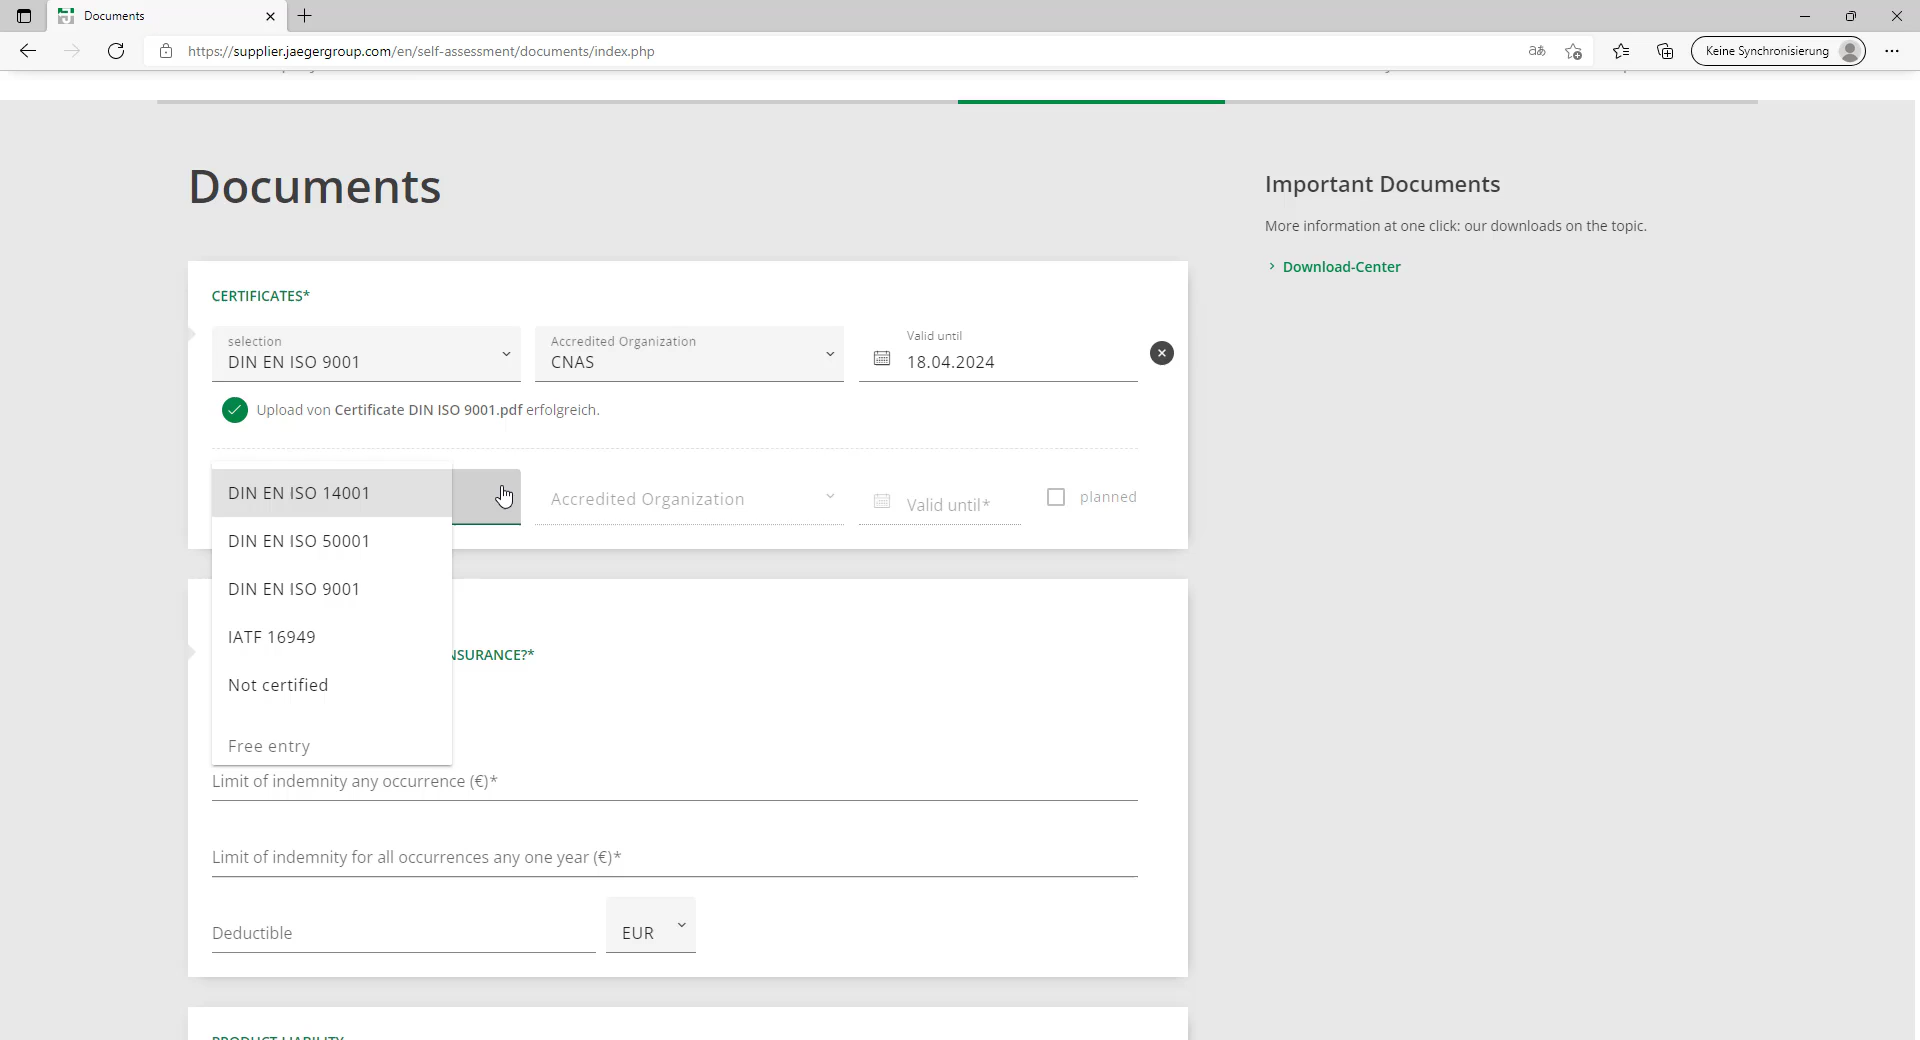 Documents
https://supplier.jaegergroup.com/en/self-assessment/documents/index.php
Keine Synchronisierung
Documents
Important Documents
More information at one click: our downloads on the topic.
Download-Center
CERTIFICATES*
selection
DIN EN ISO 9001
Accredited Organization
CNAS
Valid until
18.04.2024
Upload von Certificate DIN ISO 9001.pdf erfolgreich.
DIN EN ISO 14001
Accredited Organization
Valid until*
planned
DIN EN ISO 50001
DIN EN ISO 9001
IATF 16949
NSURANCE?*
Not certified
Free entry
Limit of indemnity any occurrence (€)*
Limit of indemnity for all occurrences any one year (€)*
Deductible
EUR
PRODUCT LIABILITY